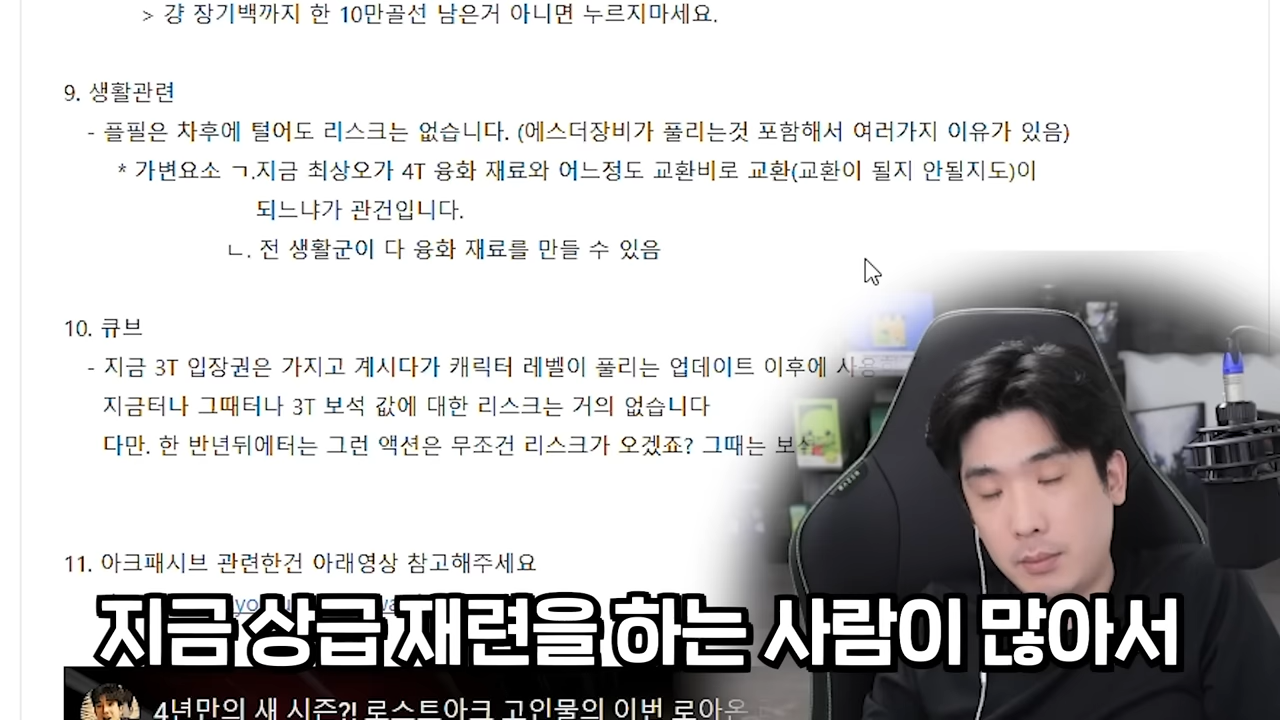 > 걍 장기백까지 한 10만골선 남은거 아니면 누르지마세요.
9. 생활관련
- 플필은 차후에 털어도 리스크는 없습니다. (에스더장비가 풀리는것 포함해서 여러가지 이유가 있음)
* 가변요소 ㄱ.지금 최상오가 4T 융화 재료와 어느정도 교환비로 교환(교환이 될지 안될지도)이
되느냐가 관건입니다.
ㄴ. 전 생활군이 다 융화 재료를 만들 수 있음
10. 큐브
- 지금 3T 입장권은 가지고 계시다가 캐릭터 레벨이 풀리는 업데이트 이후에 사용
지금터나 그때터나 3T 보석 값에 대한 리스크는 거의 없습니다
다만. 한 반년뒤에터는 그런 액션은 무조건 리스크가 오겠죠? 그때는
11. 아크패시브 관련한건 아래영상 참고해주세요
지금 상급 재련을 하는 사람이 많아서
4년만의 새 시즌?! 로스트아크 고인물의 이번 로아온